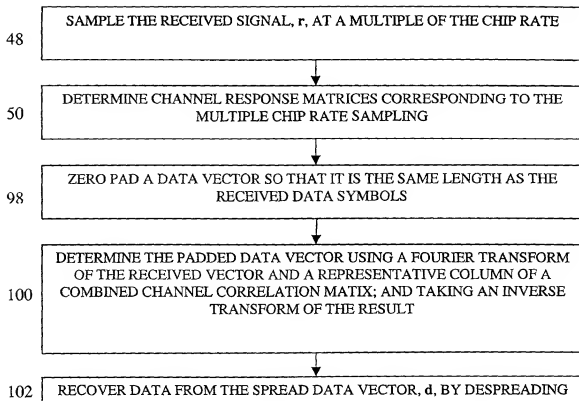 48
SAMPLE THE RECEIVED SIGNAL, r, AT A MULTIPLE OF THE CHIP RATE
50
DETERMINE CHANNEL RESPONSE MATRICES CORRESPONDING TO THE
MULTIPLE CHIP RATE SAMPLING
98
ZERO PAD A DATA VECTOR SO THAT IT IS THE SAME LENGTH AS THE
RECEIVED DATA SYMBOLS
100
DETERMINE THE PADDED DATA VECTOR USING A FOURIER TRANSFORM
OF THE RECEIVED VECTOR AND A REPRESENTATIVE COLUMN OF A
COMBINED CHANNEL CORRELATION MATIX; AND TAKING AN INVERSE
TRANSFORM OF THE RESULT
102
RECOVER DATA FROM THE SPREAD DATA VECTOR, d, BY DESPREADING